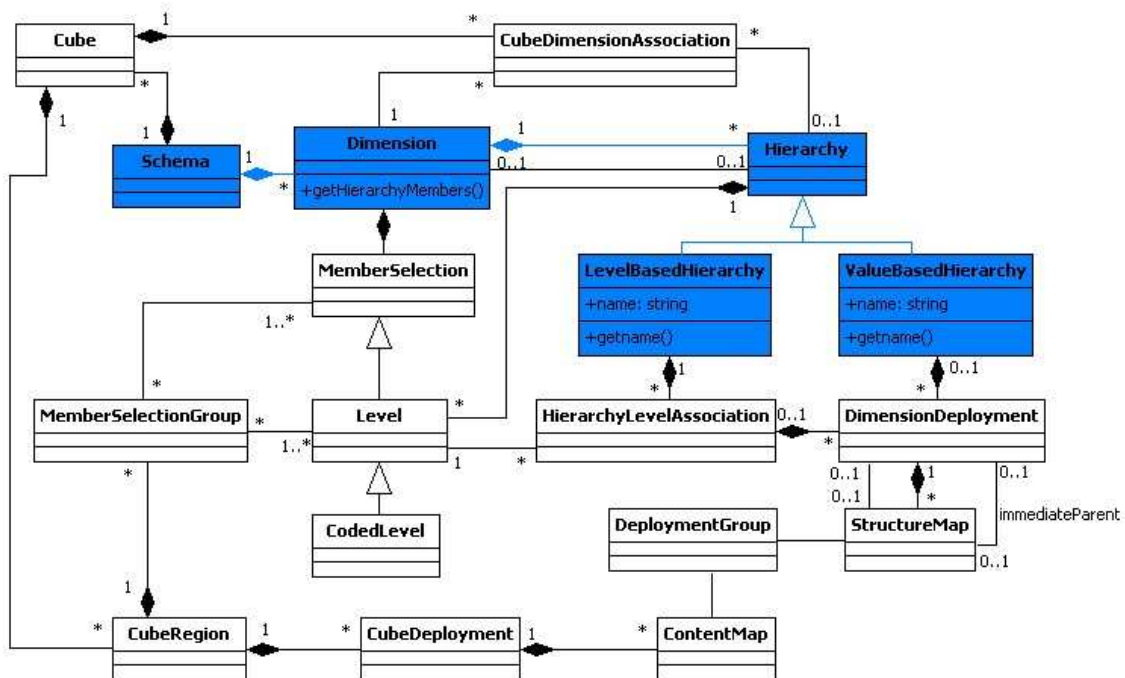 1
*
*
Cube
CubeDimensionAssociation
*
*
1
1
1
0..1
Dimension
1
*
Hierarchy
Schema
1
0..1
0..1
*
+getHierarchyMembers()
1
MemberSelection
LevelBasedHierarchy
ValueBasedHierarchy
+name: string
+name: string
1..*
+getname()
+getname()
1
0..1
*
*
*
MemberSelectionGroup
*
Level
*
HierarchyLevelAssociation
0..1
DimensionDeployment
1..*
*
*
1
*
0..1
1
0..1
0..1
*
CodedLevel
DeploymentGroup
StructureMap
immediateParent
0..1
1
*
CubeRegion
1
*
CubeDeployment
1
*
ContentMap